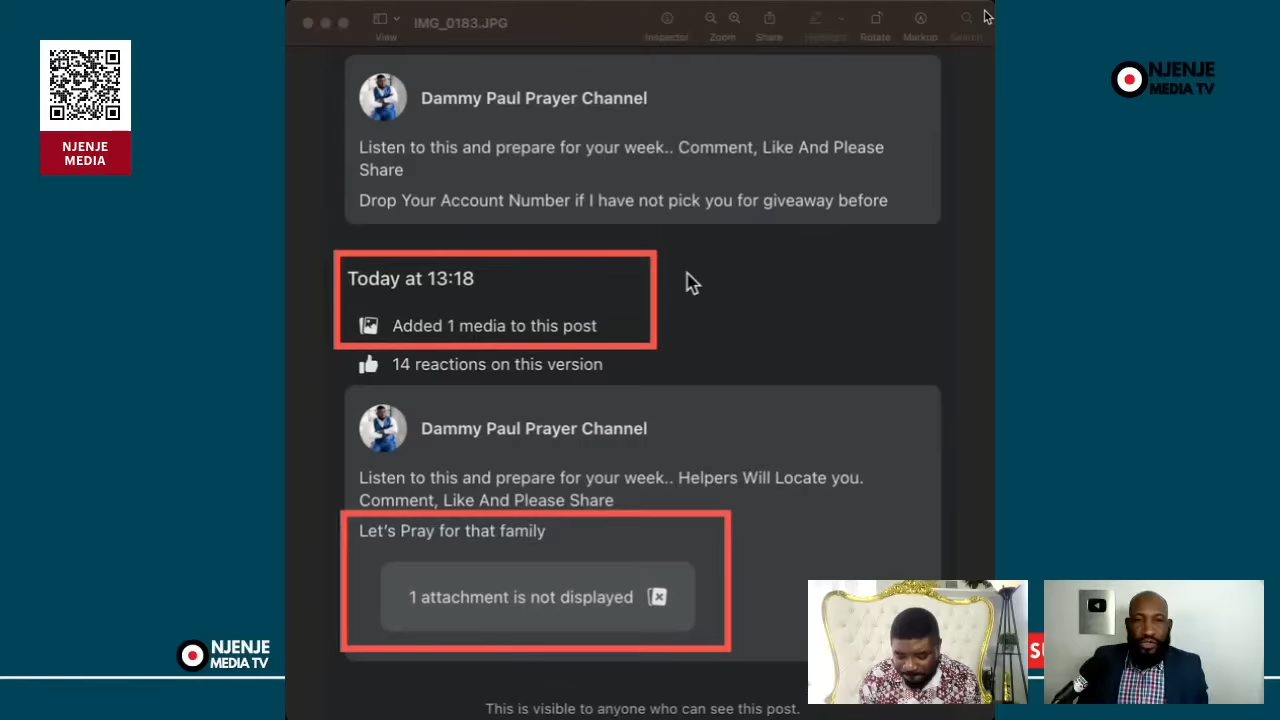 IMG_0183.JPG
View
Inspector
Zoom
Share
Rotate
Markup
Search
NJENJE
MEDIA
NJENJE
MEDIA TV
Dammy Paul Prayer Channel
Listen to this and prepare for your week.. Comment, Like And Please
Share
Drop Your Account Number if I have not pick you for giveaway before
Today at 13:18
Added 1 media to this post
14 reactions on this version
Dammy Paul Prayer Channel
Listen to this and prepare for your week.. Helpers Will Locate you.
Comment, Like And Please Share
Let's Pray for that family
1 attachment is not displayed
NJENJE
MEDIA TV
This is visible to anyone who can see this post.